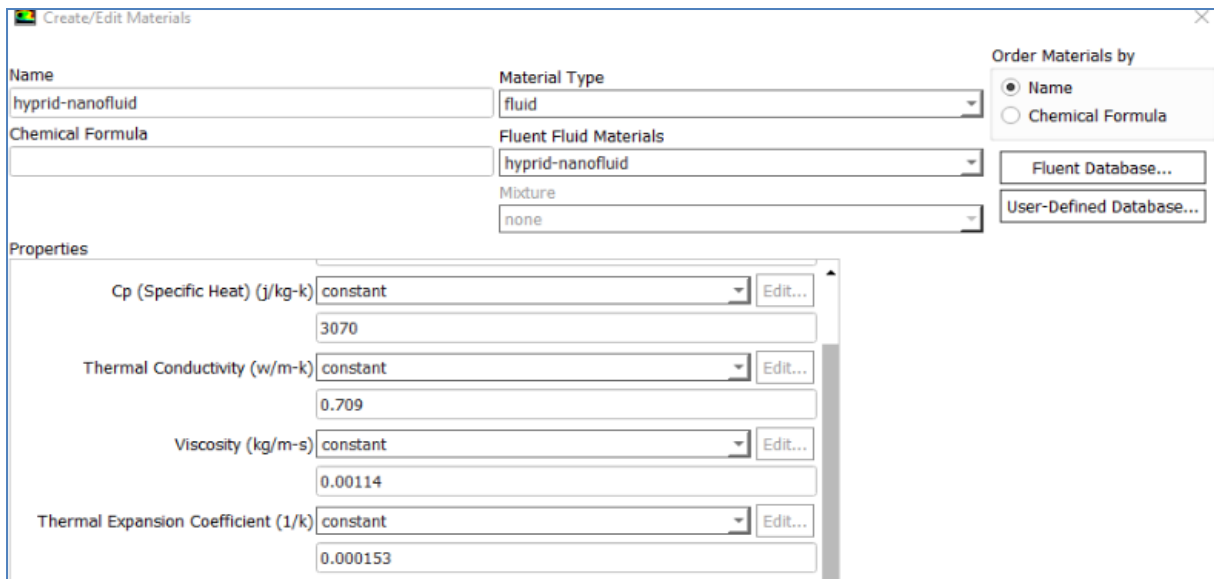 Create/Edit Materials
Name
hyprid-nanofluid
Chemical Formula
Material Type
fluid
Fluent Fluid Materials
hyprid-nanofluid
Mixture
none
Order Materials by
Name
Chemical Formula
Fluent Database...
User-Defined Database...
Properties
Cp (Specific Heat) (j/kg-k) constant Edit...
3070
Thermal Conductivity (w/m-k) constant Edit...
0.709
Viscosity (kg/m-s) constant Edit...
0.00114
Thermal Expansion Coefficient (1/k) constant Edit...
0.000153